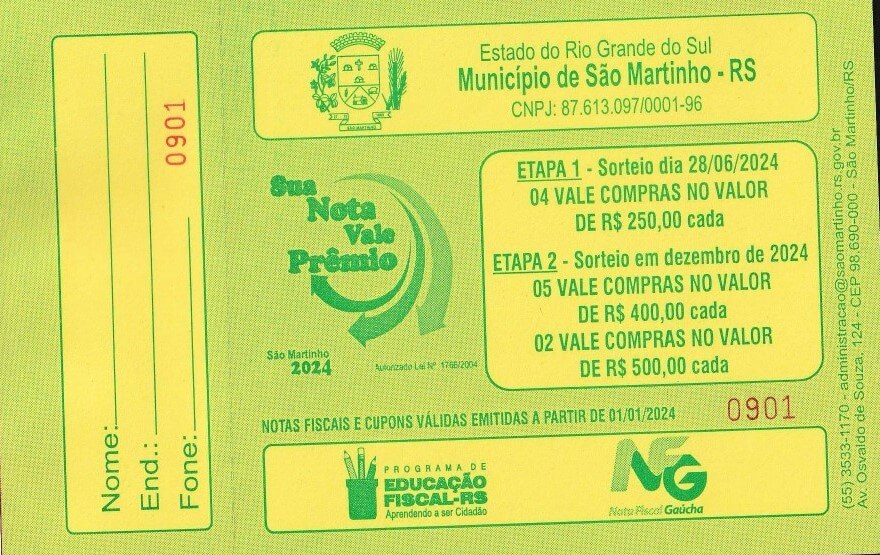 Nome:
End.:
Fone:
0901
Estado do Rio Grande do Sul
Município de São Martinho - RS
CNPJ: 87.613.097/0001-96
SÃO MARTINHO
Sua
Nota
Vale
Prêmio
São Martinho
2024
Autorizado Lei Nº 1766/2004
ETAPA 1 - Sorteio dia 28/06/2024
04 VALE COMPRAS NO VALOR
DE R$ 250,00 cada
ETAPA 2 - Sorteio em dezembro de 2024
05 VALE COMPRAS NO VALOR
DE R$ 400,00 cada
02 VALE COMPRAS NO VALOR
DE R$ 500,00 cada
NOTAS FISCAIS E CUPONS VÁLIDAS EMITIDAS A PARTIR DE 01/01/2024
0901
PROGRAMA DE
EDUCAÇÃO
FISCAL-RS
Aprendendo a ser Cidadão
NFG
Nota Fiscal Gaúcha
(55) 3533-1170 - administracao@saomartinho.rs.gov.br
Av. Osvaldo de Souza, 124 - CEP 98.690-000 - São Martinho/RS